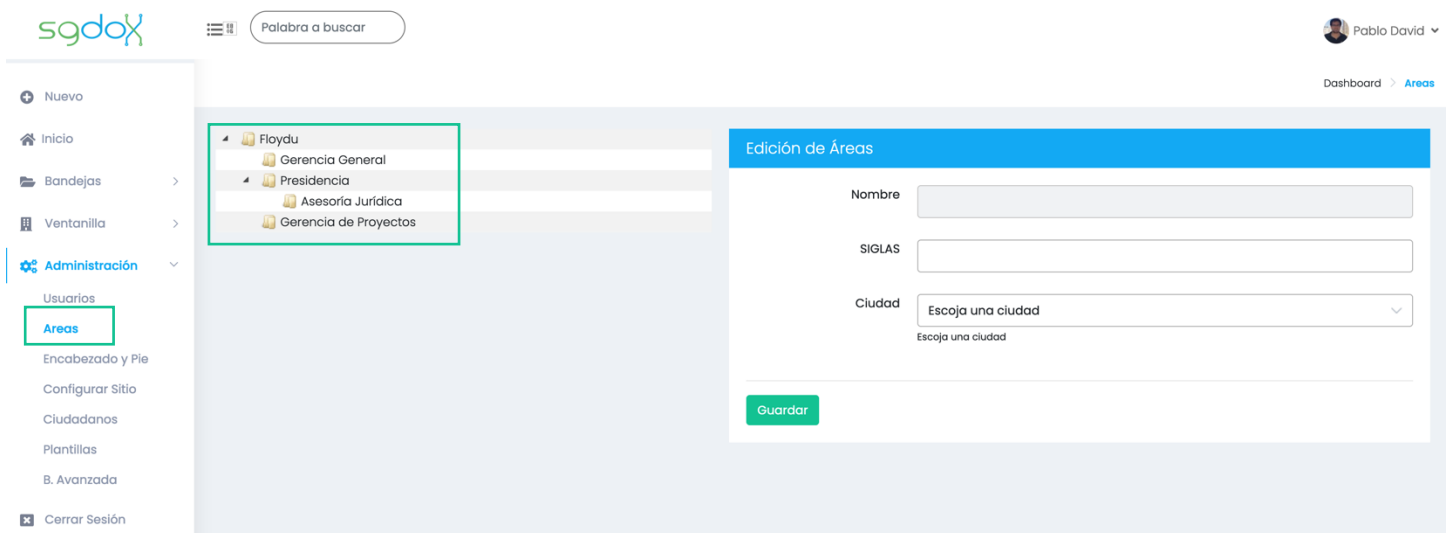 sgdox
Palabra a buscar
Pablo David
Dashboard > Areas
Nuevo
Inicio
Bandejas
Ventanilla
Administración
Usuarios
Areas
Encabezado y Pie
Configurar Sitio
Ciudadanos
Plantillas
B. Avanzada
Cerrar Sesión
Floydu
Gerencia General
Presidencia
Asesoría Jurídica
Gerencia de Proyectos
Edición de Áreas
Nombre
SIGLAS
Ciudad
Escoja una ciudad
Escoja una ciudad
Guardar